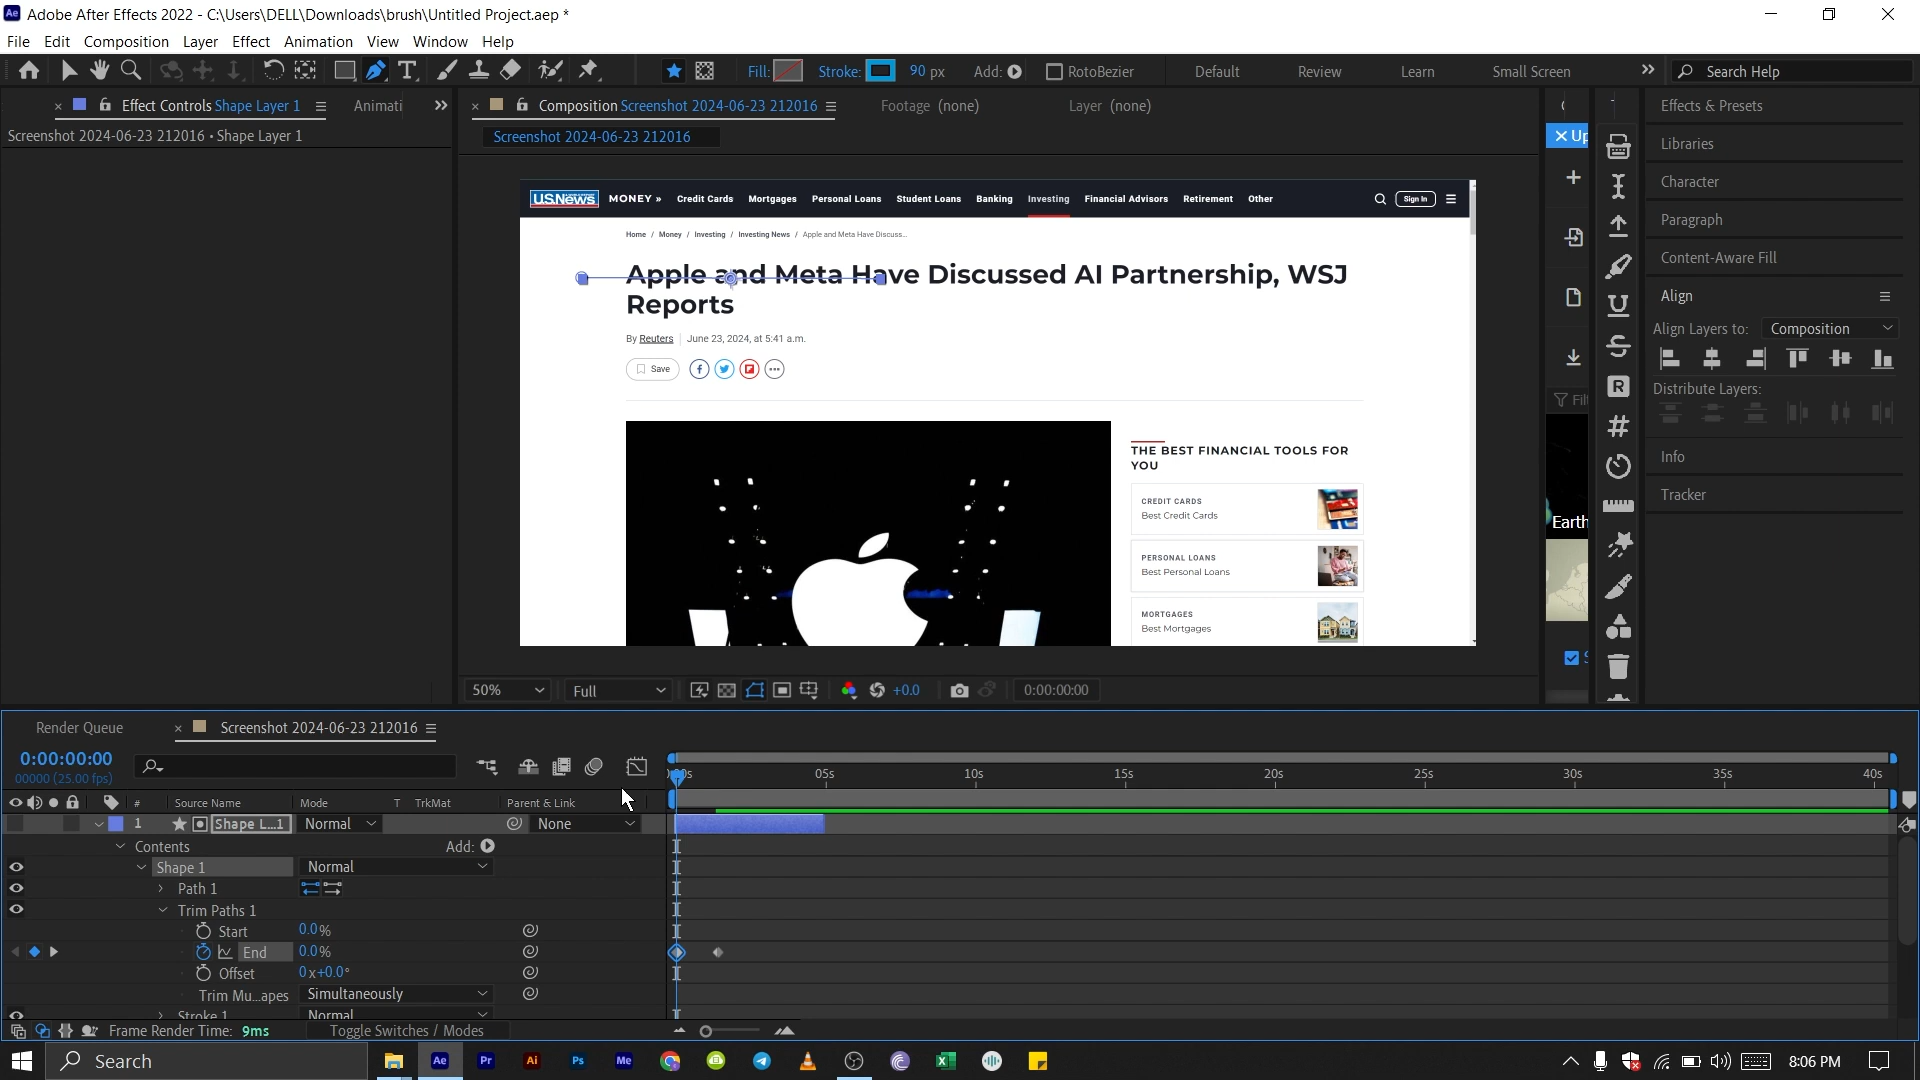 Adobe After Effects 2022 - C:\Users\DELL\Downloads\brush\Untitled Project.aep *
File Edit Composition Layer Effect Animation View Window Help
Fill: Stroke: 90 px Add: RotoBezier Default Review Learn Small Screen Search Help
Effect Controls Shape Layer 1 Animati
Composition Screenshot 2024-06-23 212016 Footage (none) Layer (none)
Screenshot 2024-06-23 212016 • Shape Layer 1
Screenshot 2024-06-23 212016
U.S.News MONEY » Credit Cards Mortgages Personal Loans Student Loans Banking Investing Financial Advisors Retirement Other Sign In
Home / Money / Investing / Investing News / Apple and Meta Have Discuss...
Apple and Meta Have Discussed AI Partnership, WSJ
Reports
By Reuters June 23, 2024, at 5:41 a.m.
Save
THE BEST FINANCIAL TOOLS FOR
YOU
CREDIT CARDS
Best Credit Cards
PERSONAL LOANS
Best Personal Loans
MORTGAGES
Best Mortgages
50% Full +0.0 0:00:00:00
Up
Fil
Earth
S
Effects & Presets
Libraries
Character
Paragraph
Content-Aware Fill
Align
Align Layers to: Composition
Distribute Layers:
Info
Tracker
Render Queue Screenshot 2024-06-23 212016
0:00:00:00
00000 (25.00 fps)
05s 10s 15s 20s 25s 30s 35s 40s
# Source Name Mode T TrkMat Parent & Link
1 Shape L...1 Normal None
Contents Add:
Shape 1 Normal
Path 1
Trim Paths 1
Start 0.0%
End 0.0%
Offset 0x+0.0°
Trim Mu...apes Simultaneously
Stroke 1 Normal
Frame Render Time: 9ms Toggle Switches / Modes
Search Ae Pr Ai Ps Me 8:06 PM